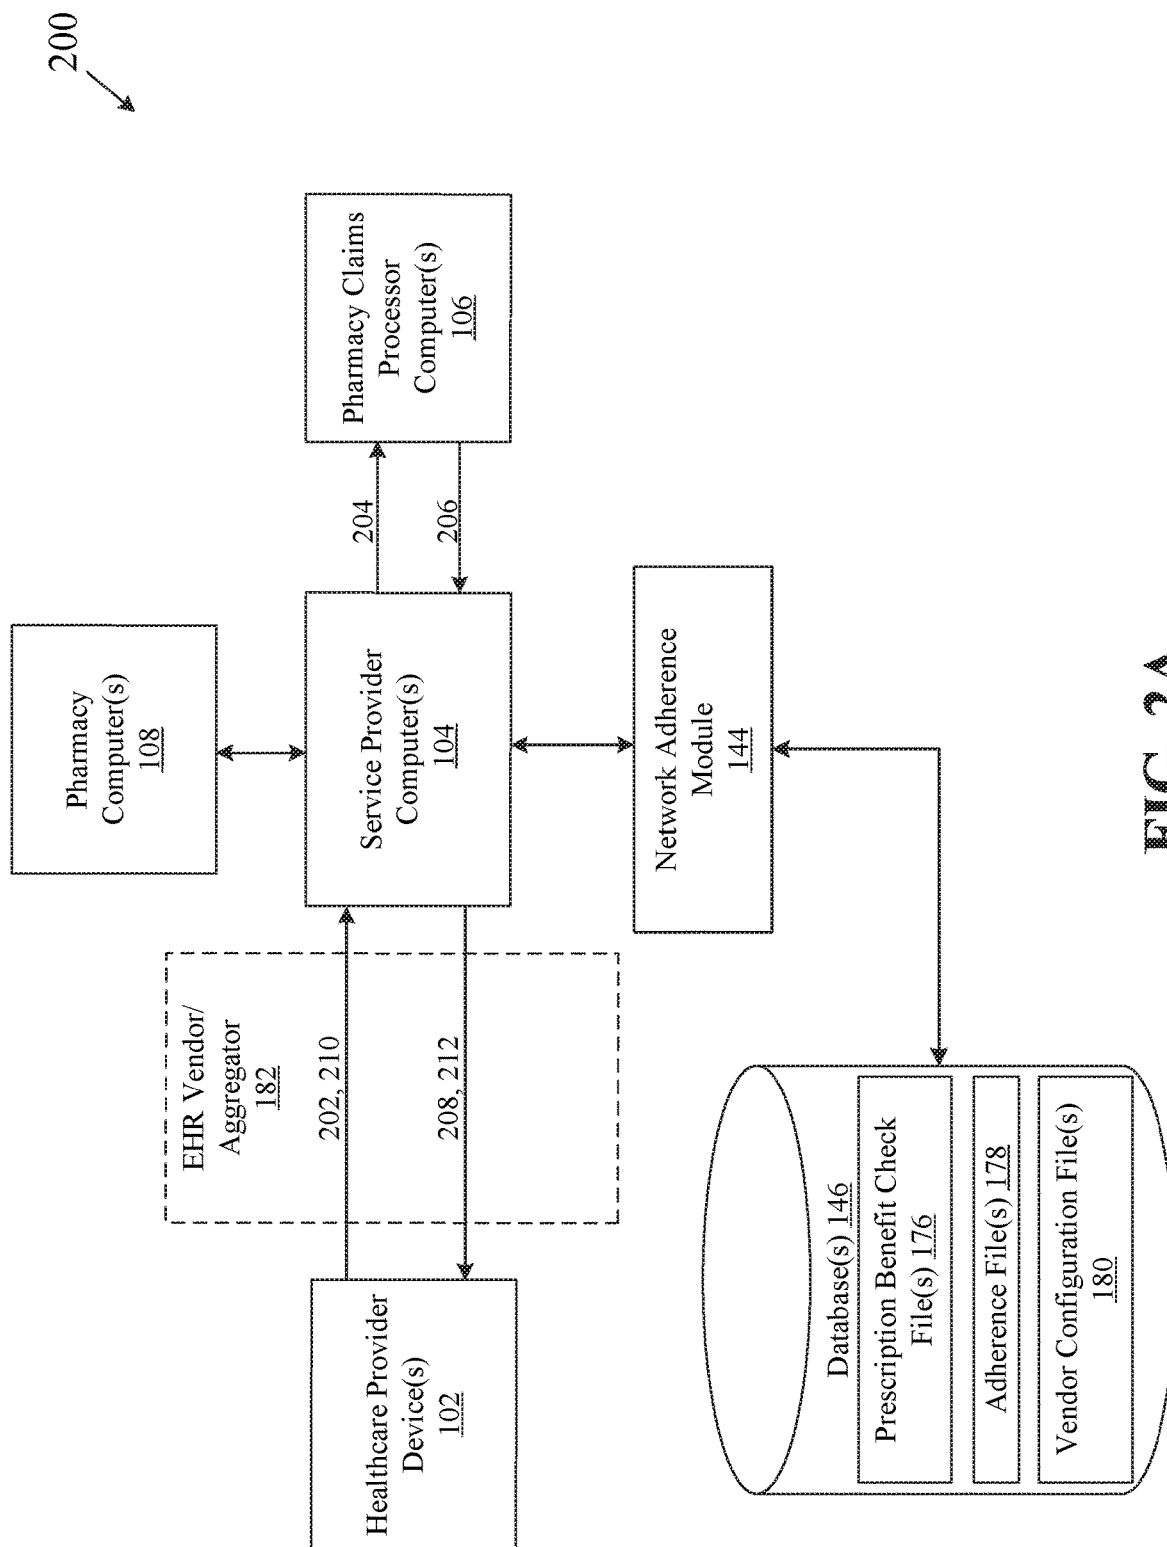 200
Pharmacy
Computer(s)
108
EHR Vendor/
Aggregator
182
Healthcare Provider
Device(s)
102
202, 210
208, 212
Service Provider
Computer(s)
104
204
206
Pharmacy Claims
Processor
Computer(s)
106
Network Adherence
Module
144
Database(s) 146
Prescription Benefit Check
File(s) 176
Adherence File(s) 178
Vendor Configuration File(s)
180
FIG. 2A